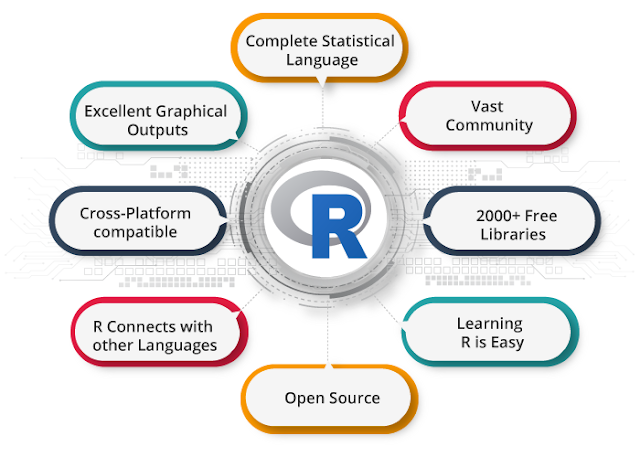 Complete Statistical
Language
Excellent Graphical
Outputs
Vast
Community
Cross-Platform
compatible
R
2000+ Free
Libraries
R Connects with
other Languages
Learning
R is Easy
Open Source